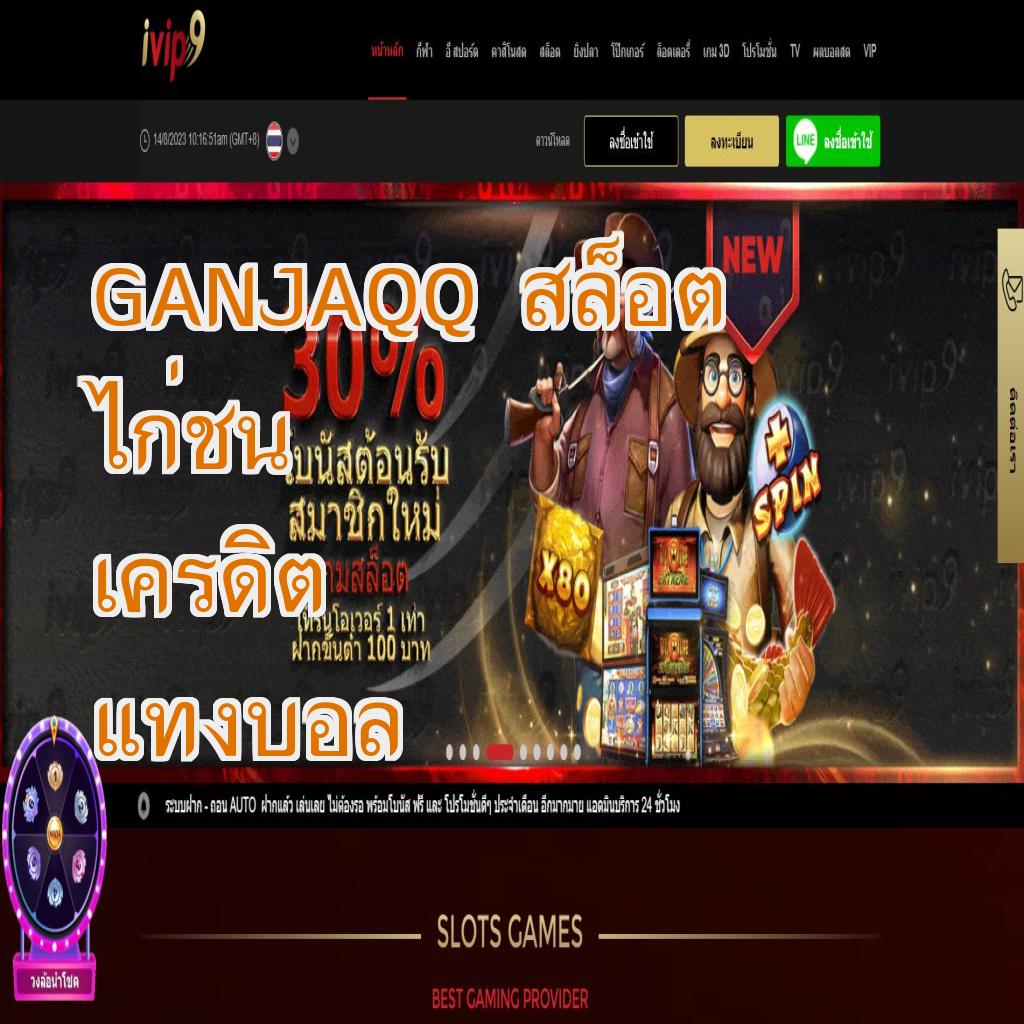 ivip9
หน้าหลัก กีฬา อีสปอร์ต คาสิโนสด สล็อต ยิงปลา โป๊กเกอร์ ล็อตเตอรี่ เกม 3D โปรโมชั่น TV ผลบอลสด VIP
14/8/2023 10:16:51am (GMT+8)
ดาวน์โหลด ลงชื่อเข้าใช้ ลงทะเบียน LINE ลงชื่อเข้าใช้
NEW
GANJAQQ สล็อต
30%
ไก่ชน
โบนัสต้อนรับ
สมาชิกใหม่
เครดิต
เกมสล็อต
เทิร์นโอเวอร์ 1 เท่า
ฝากขั้นต่ำ 100 บาท
แทงบอล
+ SPIN
X80
EXTREME
ติดต่อเรา
ระบบฝาก - ถอน AUTO ฝากแล้ว เล่นเลย ไม่ต้องรอ พร้อมโบนัส ฟรี และ โปรโมชั่นดีๆ ประจำเดือน อีกมากมาย แอดมินบริการ 24 ชั่วโมง
วงล้อนำโชค
SLOTS GAMES
BEST GAMING PROVIDER